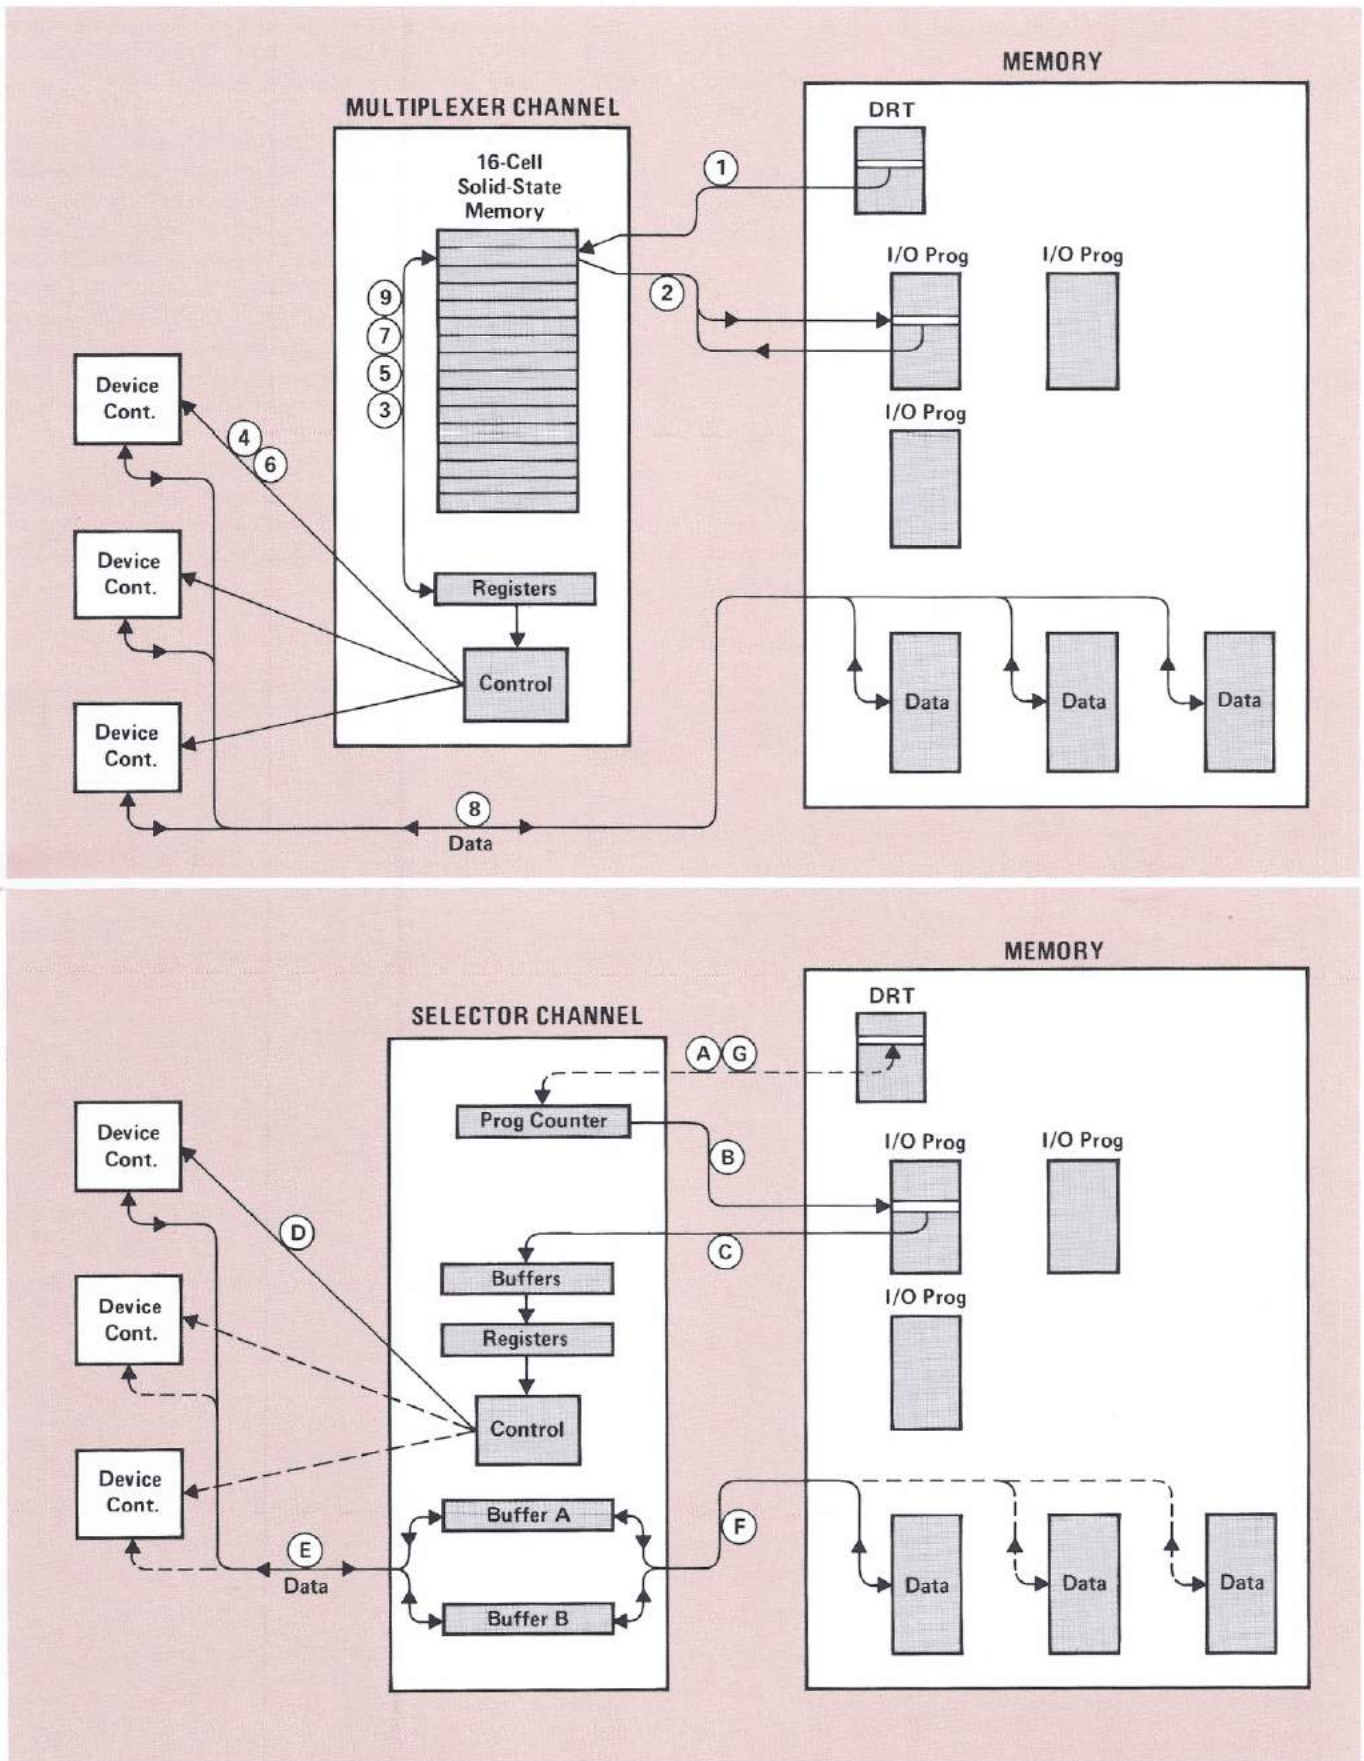 MEMORY
MULTIPLEXER CHANNEL
DRT
16-Cell
Solid-State
Memory
1
I/O Prog
I/O Prog
2
9
7
5
3
Device
Cont.
I/O Prog
4
6
Device
Cont.
Registers
Control
Data
Data
Data
Device
Cont.
8
Data
MEMORY
DRT
SELECTOR CHANNEL
A
G
Prog Counter
Device
Cont.
I/O Prog
I/O Prog
B
D
C
Buffers
Device
Cont.
I/O Prog
Registers
Control
Device
Cont.
Buffer A
F
E
Data
Data
Data
Data
Buffer B